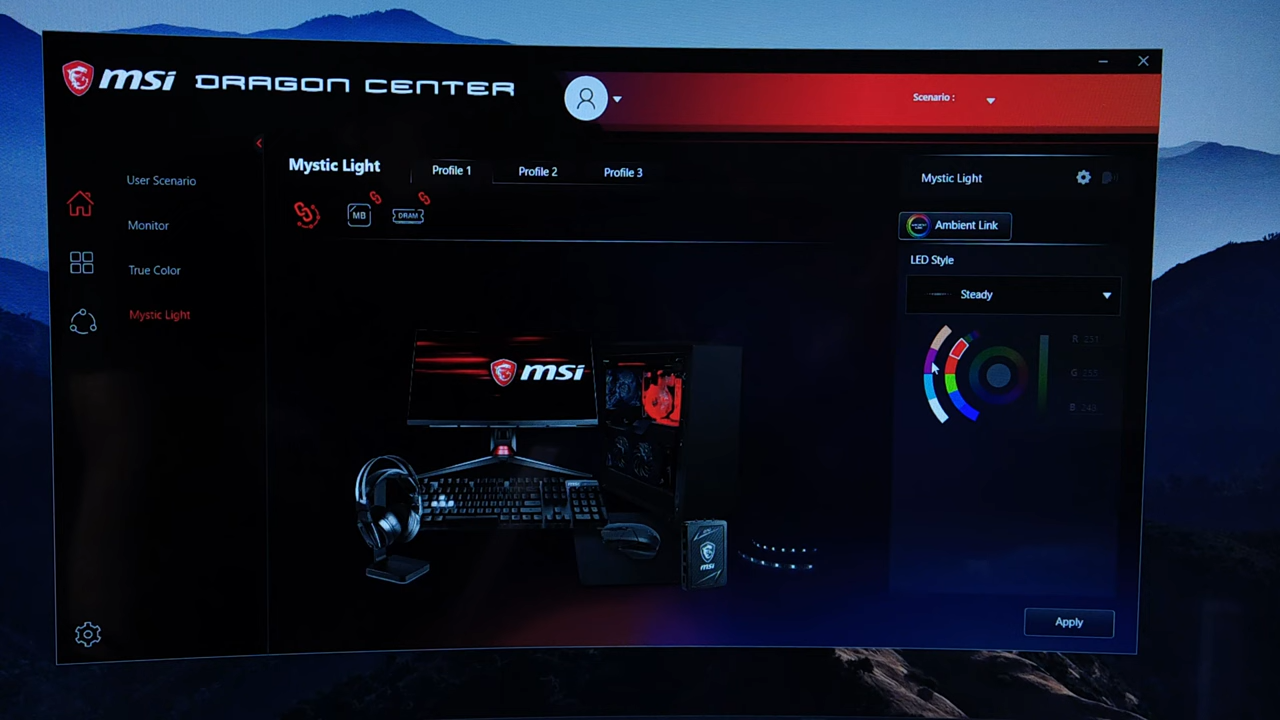 msi DRAGON CENTER
Scenario :
User Scenario
Monitor
True Color
Mystic Light
Mystic Light
Profile 1
Profile 2
Profile 3
MB
DRAM
msi
msi
Mystic Light
Ambient Link
LED Style
Steady
R
G
B
Apply